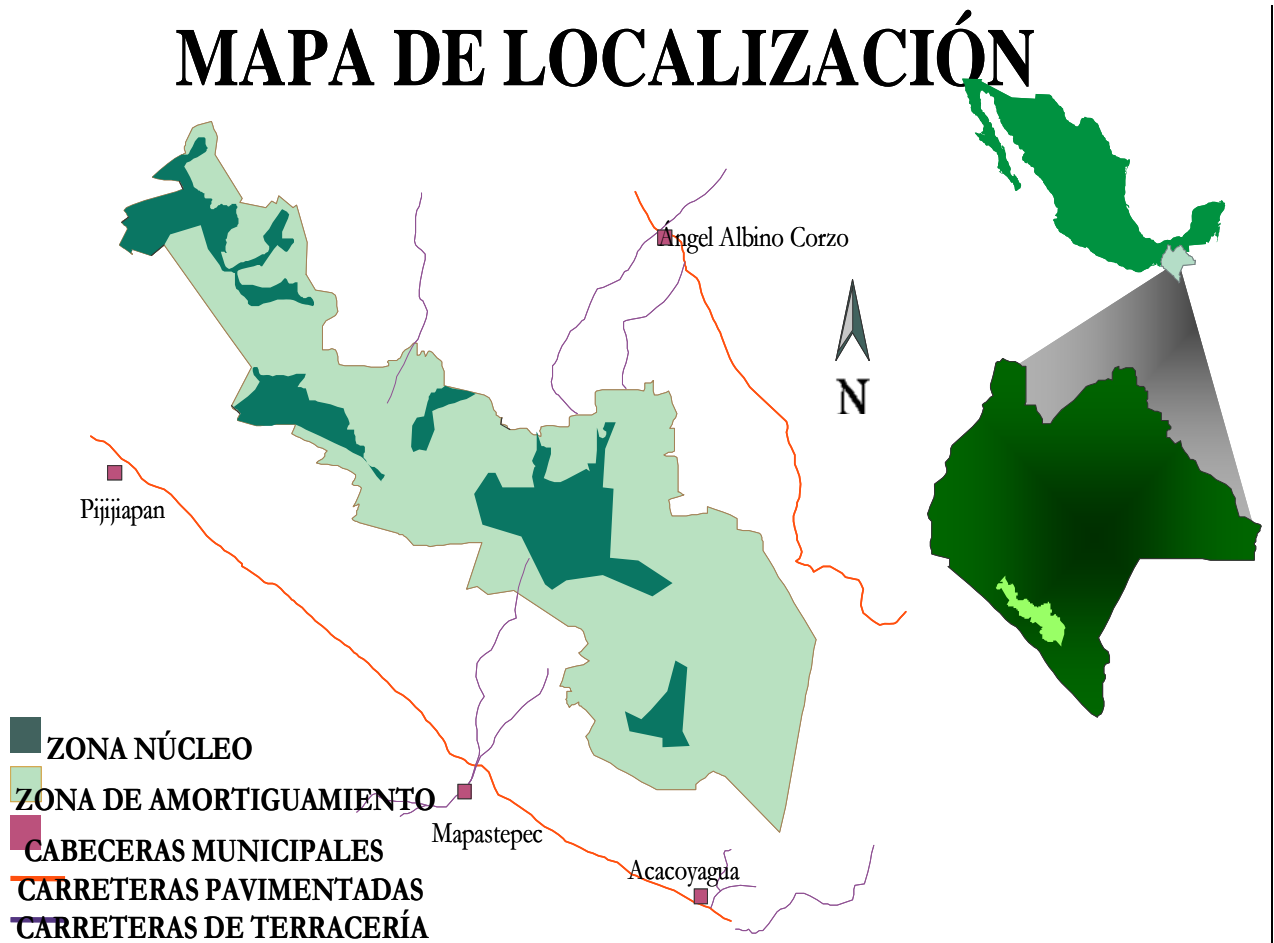 MAPA DE LOCALIZACIÓN
Ángel Albino Corzo
N
Pijijiapan
ZONA NÚCLEO
ZONA DE AMORTIGUAMIENTO
Mapastepec
CABECERAS MUNICIPALES
Acacoyagua
CARRETERAS PAVIMENTADAS
CARRETERAS DE TERRACERÍA